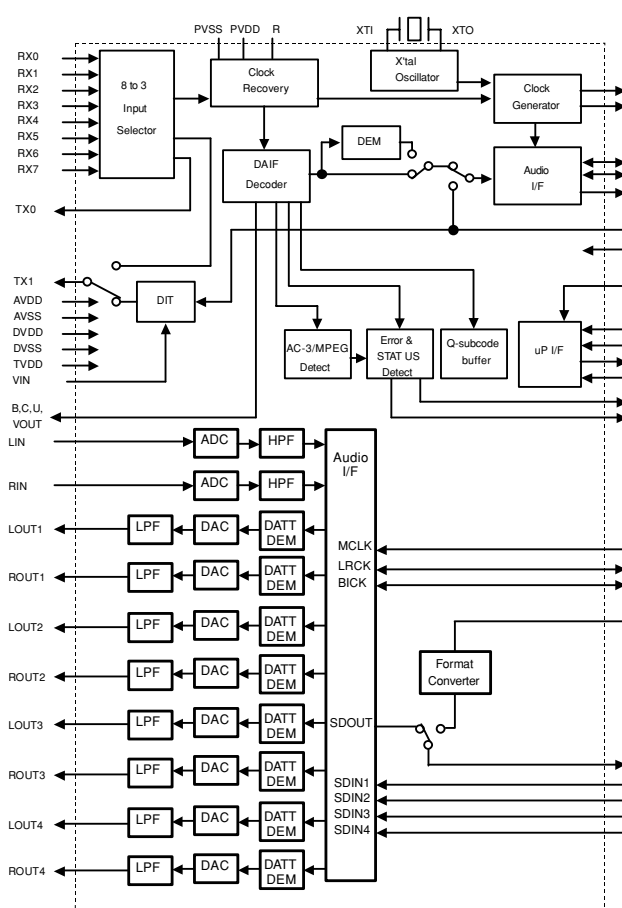 PVSS PVDD R
XTI XTO
RX0
RX1
RX2
RX3
RX4
RX5
RX6
RX7
8 to 3
Input
Selector
Clock
Recovery
X'tal
Oscillator
Clock
Generator
DEM
DAIF
Decoder
Audio
I/F
TX0
TX1
AVDD
AVSS
DVDD
DVSS
TVDD
VIN
DIT
AC-3/MPEG
Detect
Error &
STAT US
Detect
Q-subcode
buffer
uP I/F
B,C,U,
VOUT
LIN
ADC
HPF
Audio
I/F
RIN
ADC
HPF
LOUT1
LPF
DAC
DATT
DEM
MCLK
LRCK
BICK
ROUT1
LPF
DAC
DATT
DEM
LOUT2
LPF
DAC
DATT
DEM
ROUT2
LPF
DAC
DATT
DEM
Format
Converter
LOUT3
LPF
DAC
DATT
DEM
SDOUT
ROUT3
LPF
DAC
DATT
DEM
SDIN1
SDIN2
SDIN3
SDIN4
LOUT4
LPF
DAC
DATT
DEM
ROUT4
LPF
DAC
DATT
DEM